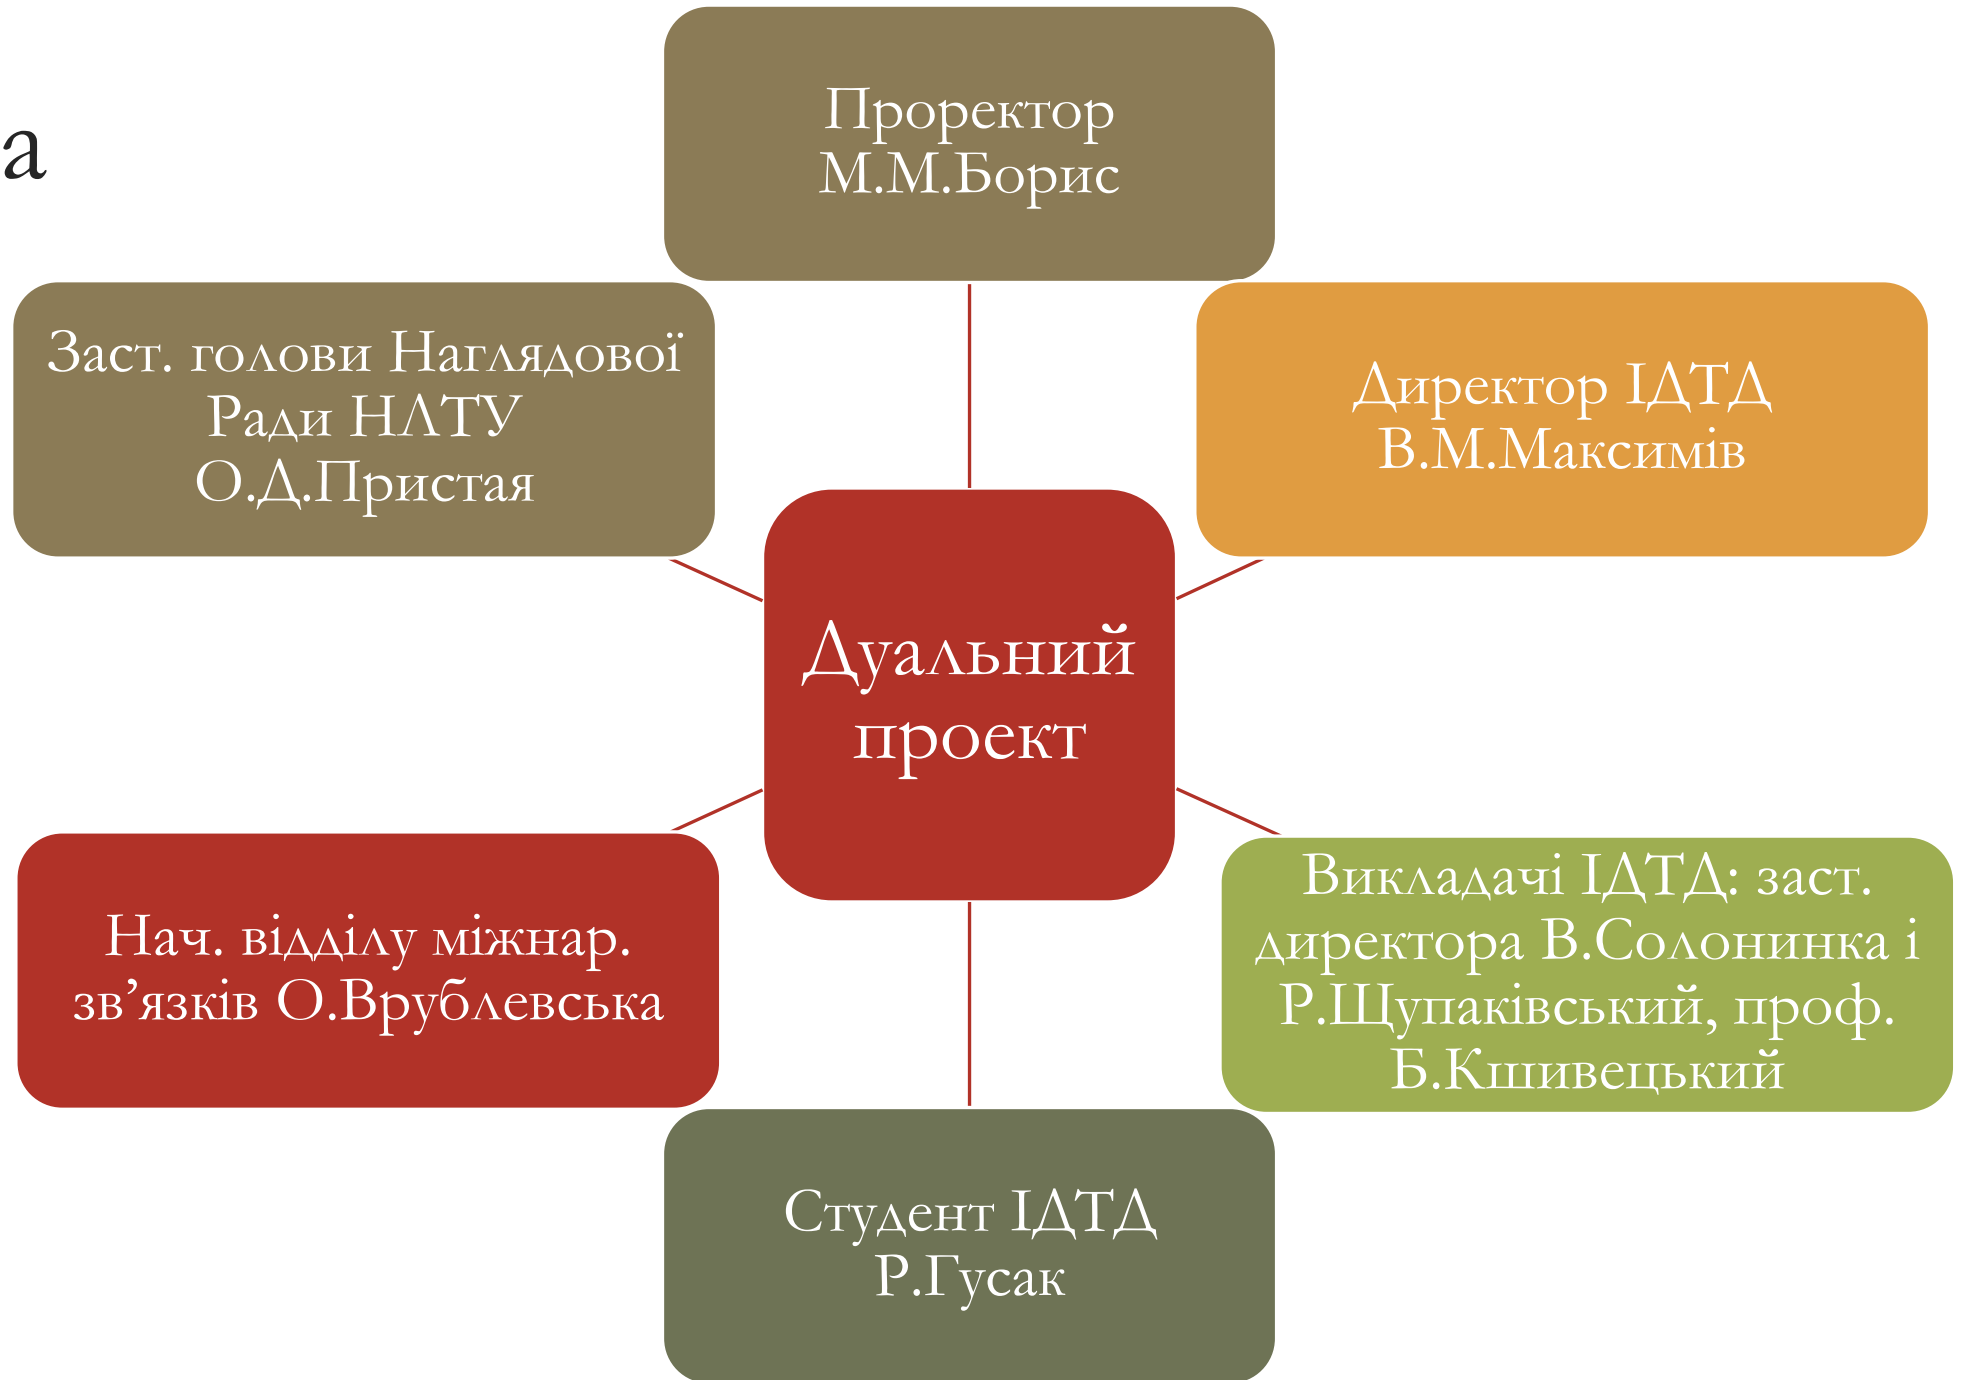 а
Проректор
М.М.Борис
Заст. голови Наглядової
Ради НЛТУ
О.Д.Пристая
Директор ІДТД
В.М.Максимів
Дуальний
проект
Нач. відділу міжнар.
зв’язків О.Врублевська
Викладачі ІДТД: заст.
директора В.Солонинка і
Р.Щупаківський, проф.
Б.Кшивецький
Студент ІДТД
Р.Гусак